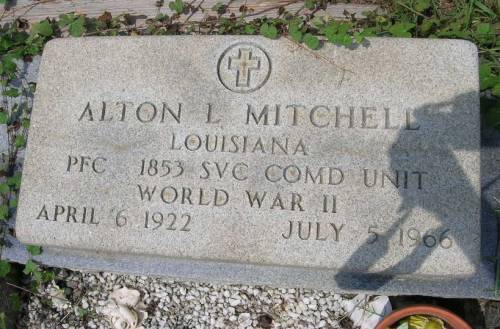 ALTON L MITCHELL
LOUISIANA
PFC 1853 SVC COMD UNIT
WORLD WAR II
APRIL 6 1922 JULY 5 1966